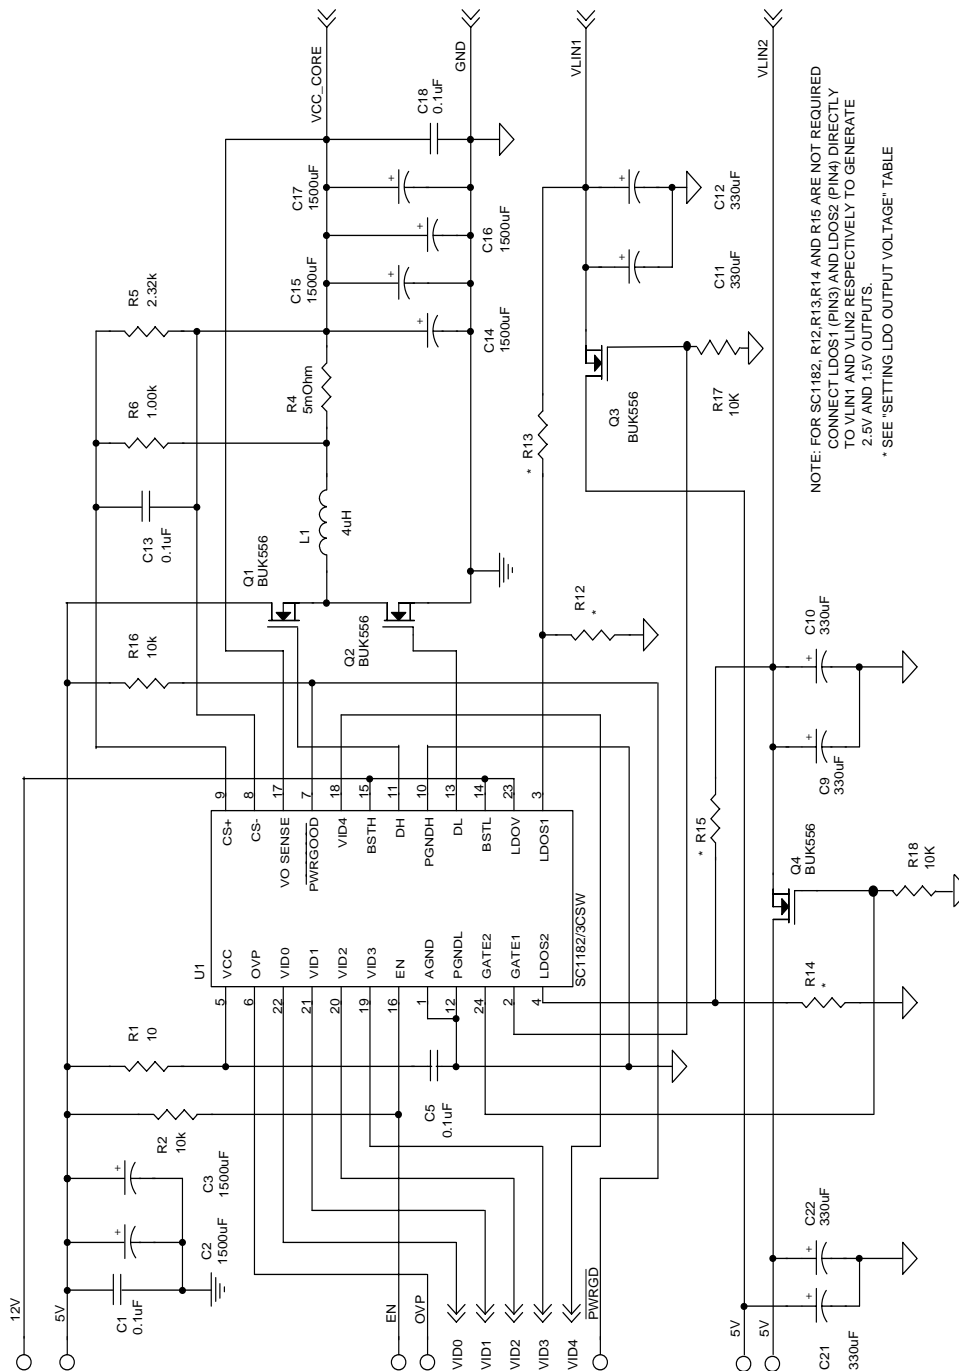 12V
5V
C1
0.1uF
C2
1500uF
C3
1500uF
R2
10k
R1
10
C5
0.1uF
EN
OVP
VID0
VID1
VID2
VID3
VID4
PWRGD
U1
SC1182/3CSW
5 VCC
6 OVP
22 VID0
21 VID1
20 VID2
19 VID3
16 EN
1 AGND
12 PGNDL
24 GATE2
2 GATE1
4 LDOS2
CS+ 9
CS- 8
VO SENSE 17
PWRGOOD 7
VID4 18
BSTH 15
DH 11
PGNDH 10
DL 13
BSTL 14
LDOV 23
LDOS1 3
R16
10k
Q1
BUK556
Q2
BUK556
C13
0.1uF
R6
1.00k
R5
2.32k
L1
4uH
R4
5mOhm
C14
1500uF
C15
1500uF
C16
1500uF
C17
1500uF
C18
0.1uF
VCC_CORE
GND
R12
*
* R13
Q3
BUK556
R17
10K
C11
330uF
C12
330uF
VLIN1
5V
5V
C21
330uF
C22
330uF
R14
*
* R15
Q4
BUK556
R18
10K
C9
330uF
C10
330uF
VLIN2
NOTE: FOR SC1182, R12,R13,R14 AND R15 ARE NOT REQUIRED
CONNECT LDOS1 (PIN3) AND LDOS2 (PIN4) DIRECTLY
TO VLIN1 AND VLIN2 RESPECTIVELY TO GENERATE
2.5V AND 1.5V OUTPUTS.
* SEE "SETTING LDO OUTPUT VOLTAGE" TABLE